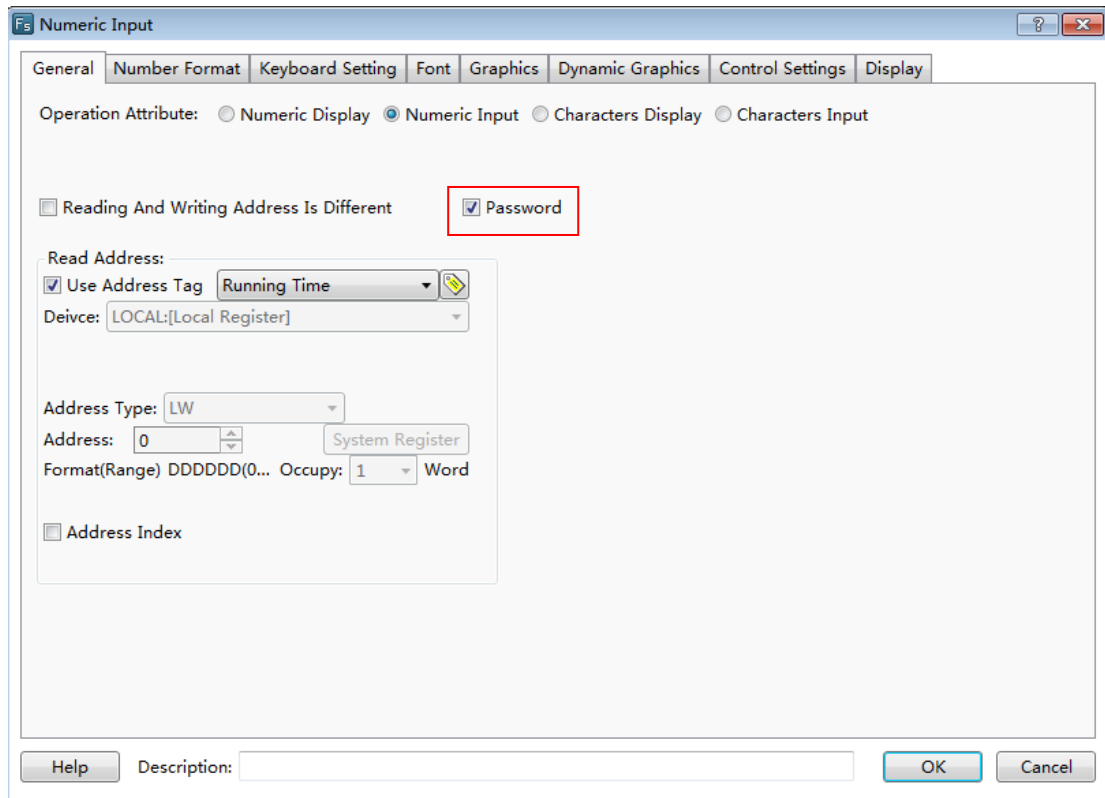 Fs Numeric Input ?
General Number Format Keyboard Setting Font Graphics Dynamic Graphics Control Settings Display
Operation Attribute: Numeric Display Numeric Input Characters Display Characters Input
Reading And Writing Address Is Different Password
Read Address:
Use Address Tag Running Time
Deivce: LOCAL:[Local Register]
Address Type: LW
Address: 0 System Register
Format(Range) DDDDDD(0... Occupy: 1 Word
Address Index
Help Description: OK Cancel